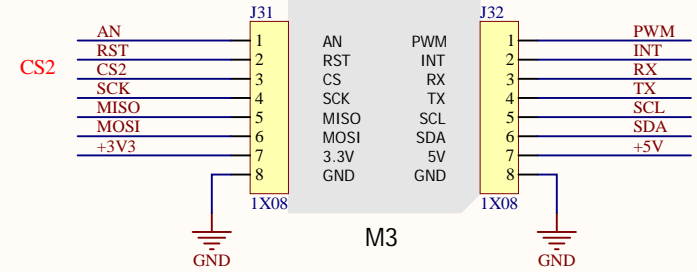 J31 J32
AN 1 AN PWM 1 PWM
RST 2 RST INT 2 INT
CS2 CS2 3 CS RX 3 RX
SCK 4 SCK TX 4 TX
MISO 5 MISO SCL 5 SCL
MOSI 6 MOSI SDA 6 SDA
+3V3 7 3.3V 5V 7 +5V
8 GND GND 8
1X08 1X08
M3
GND GND